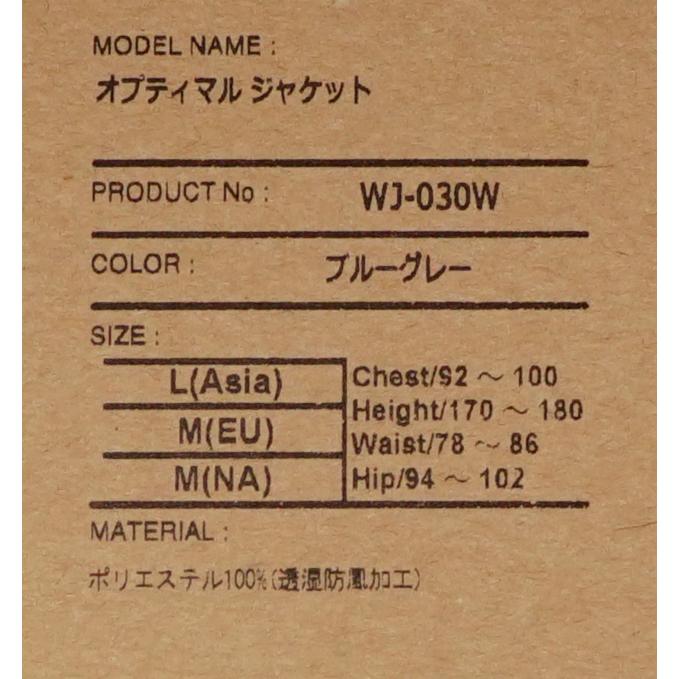 MODEL NAME :
オプティマル ジャケット
PRODUCT No : WJ-030W
COLOR : ブルーグレー
SIZE :
L(Asia)
M(EU)
M(NA)
Chest/92 ～ 100
Height/170 ～ 180
Waist/78 ～ 86
Hip/94 ～ 102
MATERIAL :
ポリエステル100%(透湿防風加工)